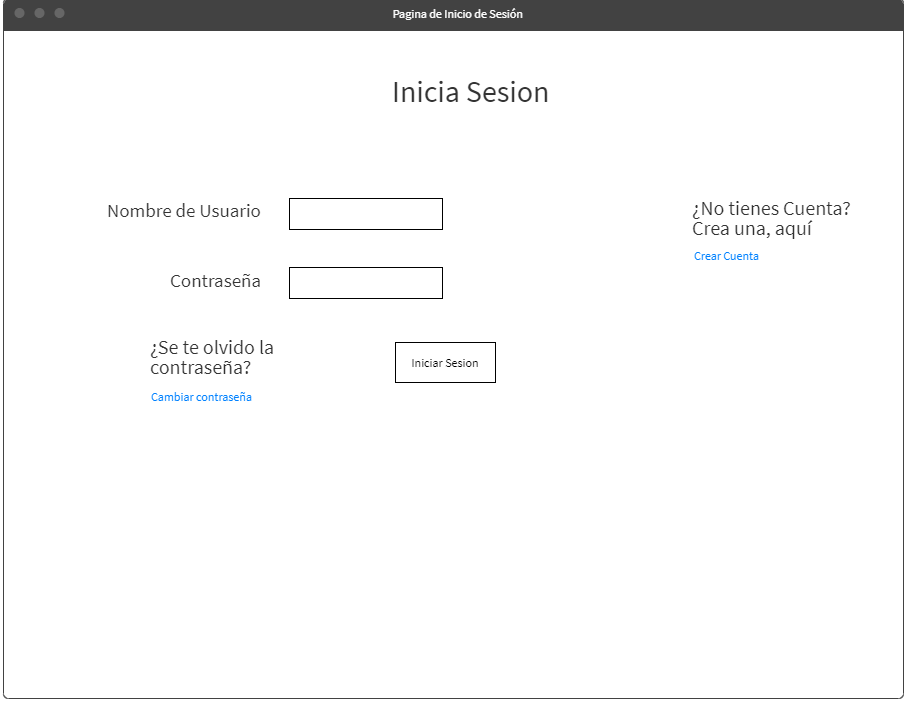 Pagina de Inicio de Sesión
Inicia Sesion
Nombre de Usuario
¿No tienes Cuenta?
Crea una, aquí
Crear Cuenta
Contraseña
¿Se te olvido la
contraseña?
Iniciar Sesion
Cambiar contraseña